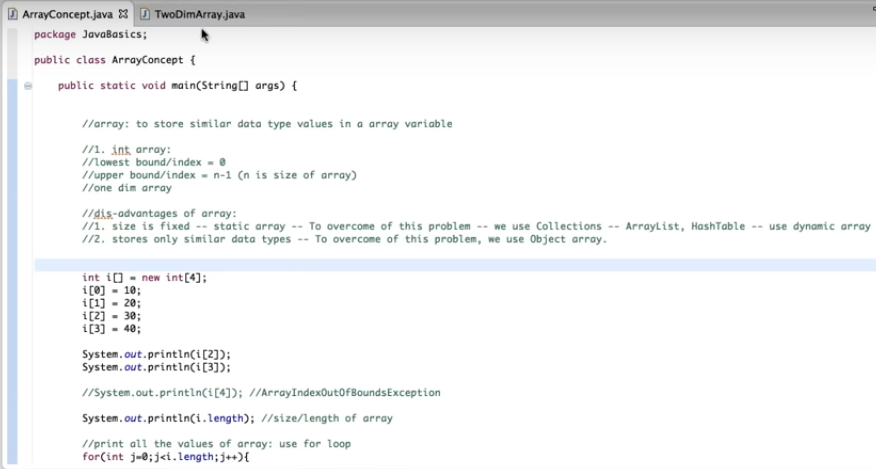 ArrayConcept.java TwoDimArray.java
package JavaBasics;
public class ArrayConcept {
public static void main(String[] args) {
//array: to store similar data type values in a array variable
//1. int array:
//lowest bound/index = 0
//upper bound/index = n-1 (n is size of array)
//one dim array
//dis-advantages of array:
//1. size is fixed -- static array -- To overcome of this problem -- we use Collections -- ArrayList, HashTable -- use dynamic array
//2. stores only similar data types -- To overcome of this problem, we use Object array.
int i[] = new int[4];
i[0] = 10;
i[1] = 20;
i[2] = 30;
i[3] = 40;
System.out.println(i[2]);
System.out.println(i[3]);
//System.out.println(i[4]); //ArrayIndexOutOfBoundsException
System.out.println(i.length); //size/length of array
//print all the values of array: use for loop
for(int j=0;j<i.length;j++){